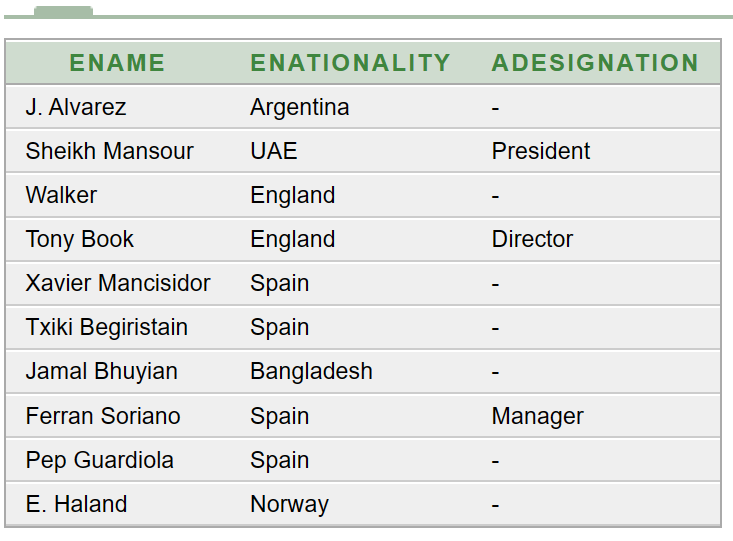 ENAME ENATIONALITY ADESIGNATION
J. Alvarez Argentina -
Sheikh Mansour UAE President
Walker England -
Tony Book England Director
Xavier Mancisidor Spain -
Txiki Begiristain Spain -
Jamal Bhuyian Bangladesh -
Ferran Soriano Spain Manager
Pep Guardiola Spain -
E. Haland Norway -